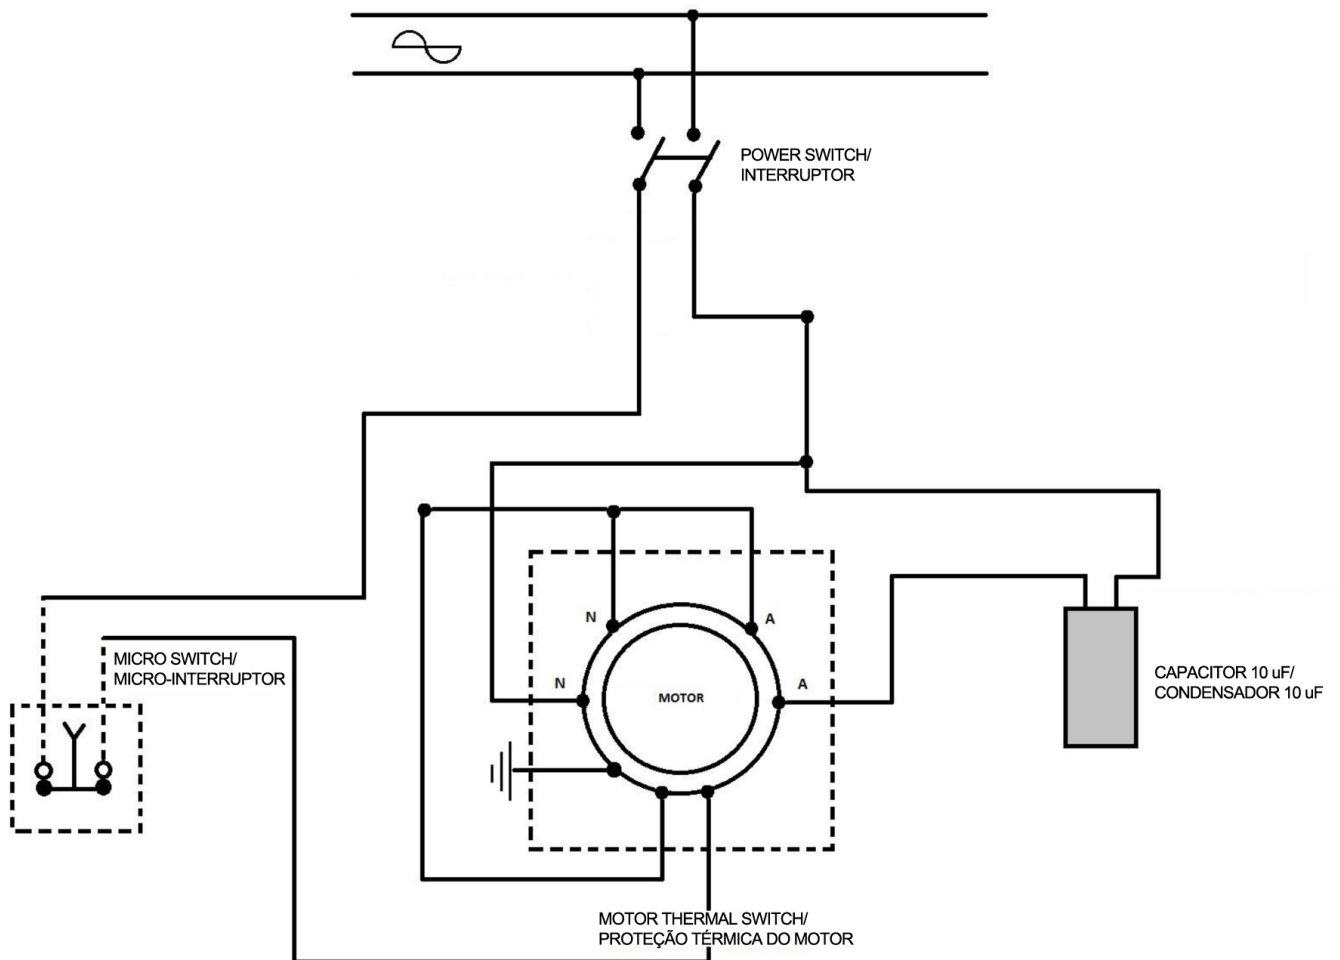 POWER SWITCH/
INTERRUPTOR
N
A
N
MOTOR
A
MICRO SWITCH/
MICRO-INTERRUPTOR
CAPACITOR 10 uF/
CONDENSADOR 10 uF
MOTOR THERMAL SWITCH/
PROTEÇÃO TÉRMICA DO MOTOR